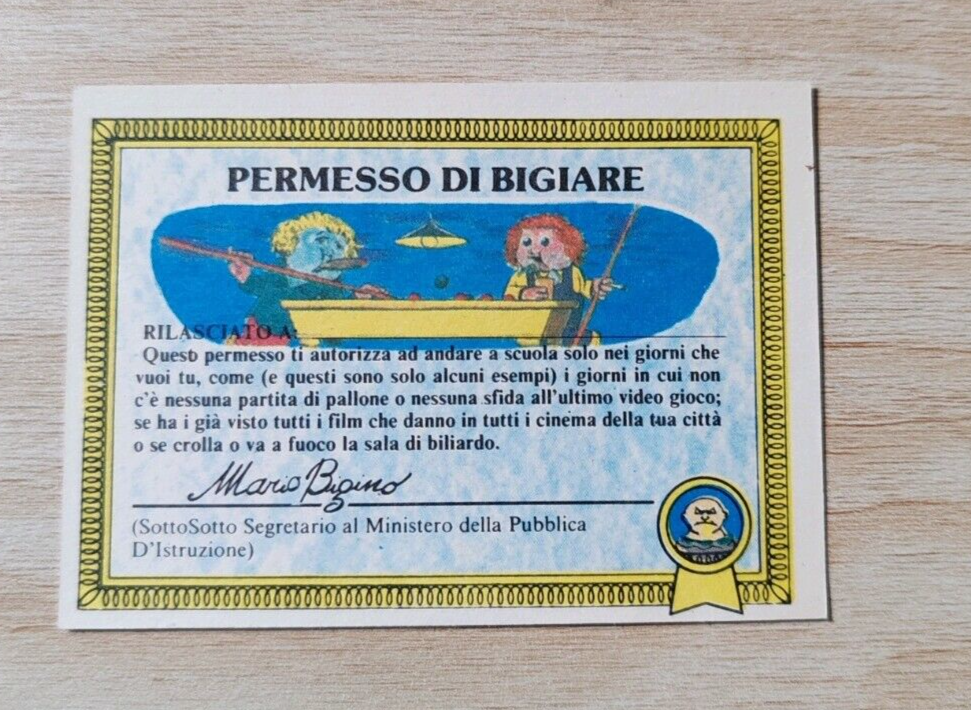 PERMESSO DI BIGIARE
RILASCIATO A:
Questo permesso ti autorizza ad andare a scuola solo nei giorni che
vuoi tu, come (e questi sono solo alcuni esempi) i giorni in cui non
c'è nessuna partita di pallone o nessuna sfida all'ultimo video gioco;
se ha i già visto tutti i film che danno in tutti i cinema della tua città
o se crolla o va a fuoco la sala di biliardo.
Mario Bigino
(SottoSotto Segretario al Ministero della Pubblica
D'Istruzione)